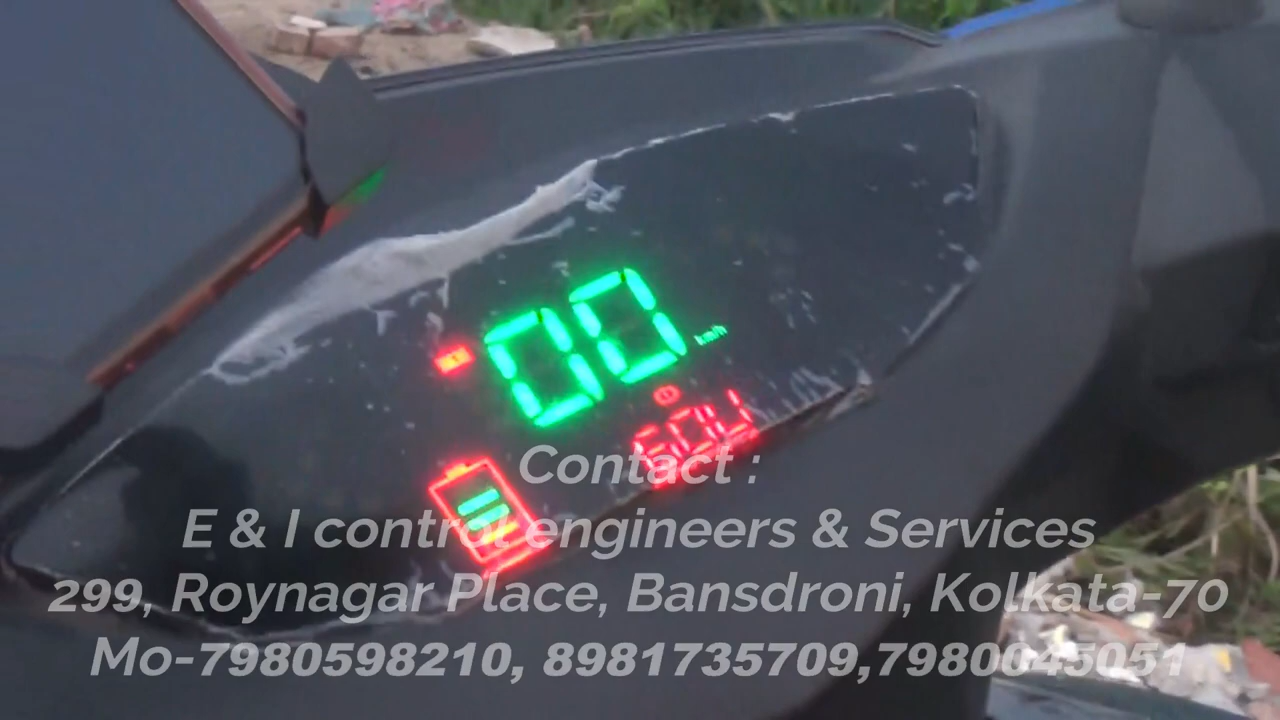 00 km/h
60V
Contact :
E & I control engineers & Services
299, Roynagar Place, Bansdroni, Kolkata-70
Mo-7980598210, 8981735709,7980045051